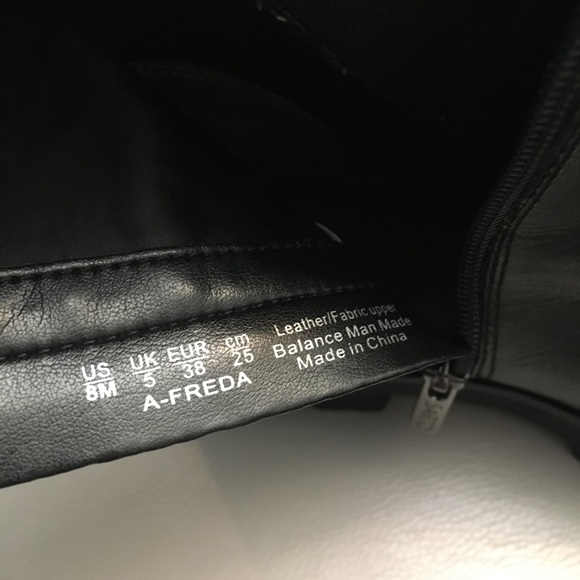 US UK EUR cm
8M 5 38 25
A-FREDA
Leather/Fabric upper
Balance Man Made
Made in China